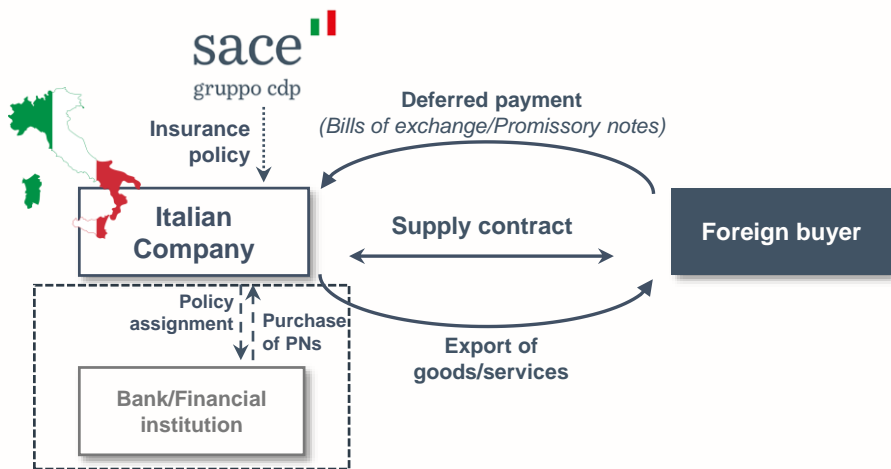 sace
gruppo cdp
Insurance
policy
Deferred payment
(Bills of exchange/Promissory notes)
Italian
Company
Supply contract
Foreign buyer
Policy
assignment
Purchase
of PNs
Export of
goods/services
Bank/Financial
institution